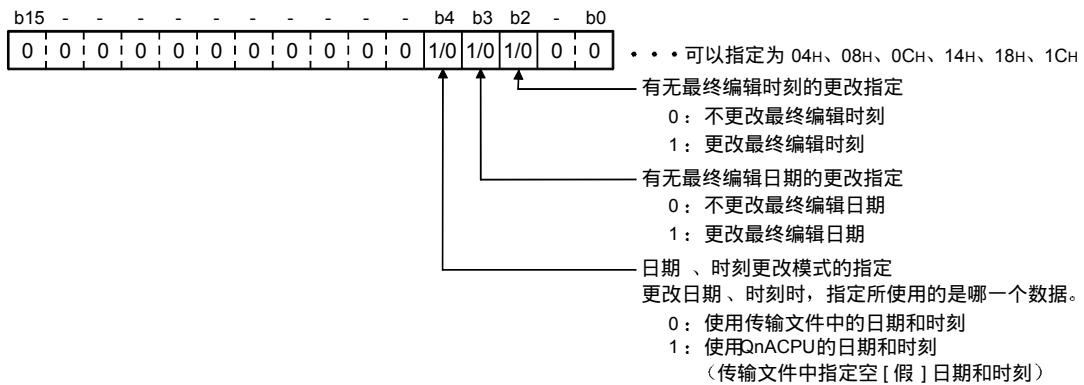 b15 - - - - - - - - - - b4 b3 b2 - b0
0 0 0 0 0 0 0 0 0 0 0 1/0 1/0 1/0 0 0 ・・・可以指定为 04H、08H、0CH、14H、18H、1CH
有无最终编辑时刻的更改指定
0：不更改最终编辑时刻
1：更改最终编辑时刻
有无最终编辑日期的更改指定
0：不更改最终编辑日期
1：更改最终编辑日期
日期 、时刻更改模式的指定
更改日期 、时刻时，指定所使用的是哪一个数据。
0：使用传输文件中的日期和时刻
1：使用QnACPU的日期和时刻
（传输文件中指定空 [ 假 ] 日期和时刻）